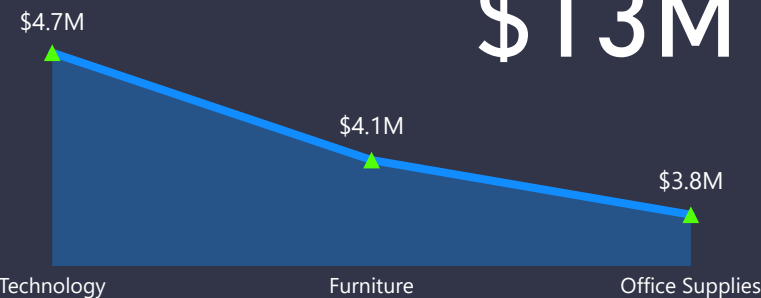 $13M
$4.7M
$4.1M
$3.8M
Technology
Furniture
Office Supplies